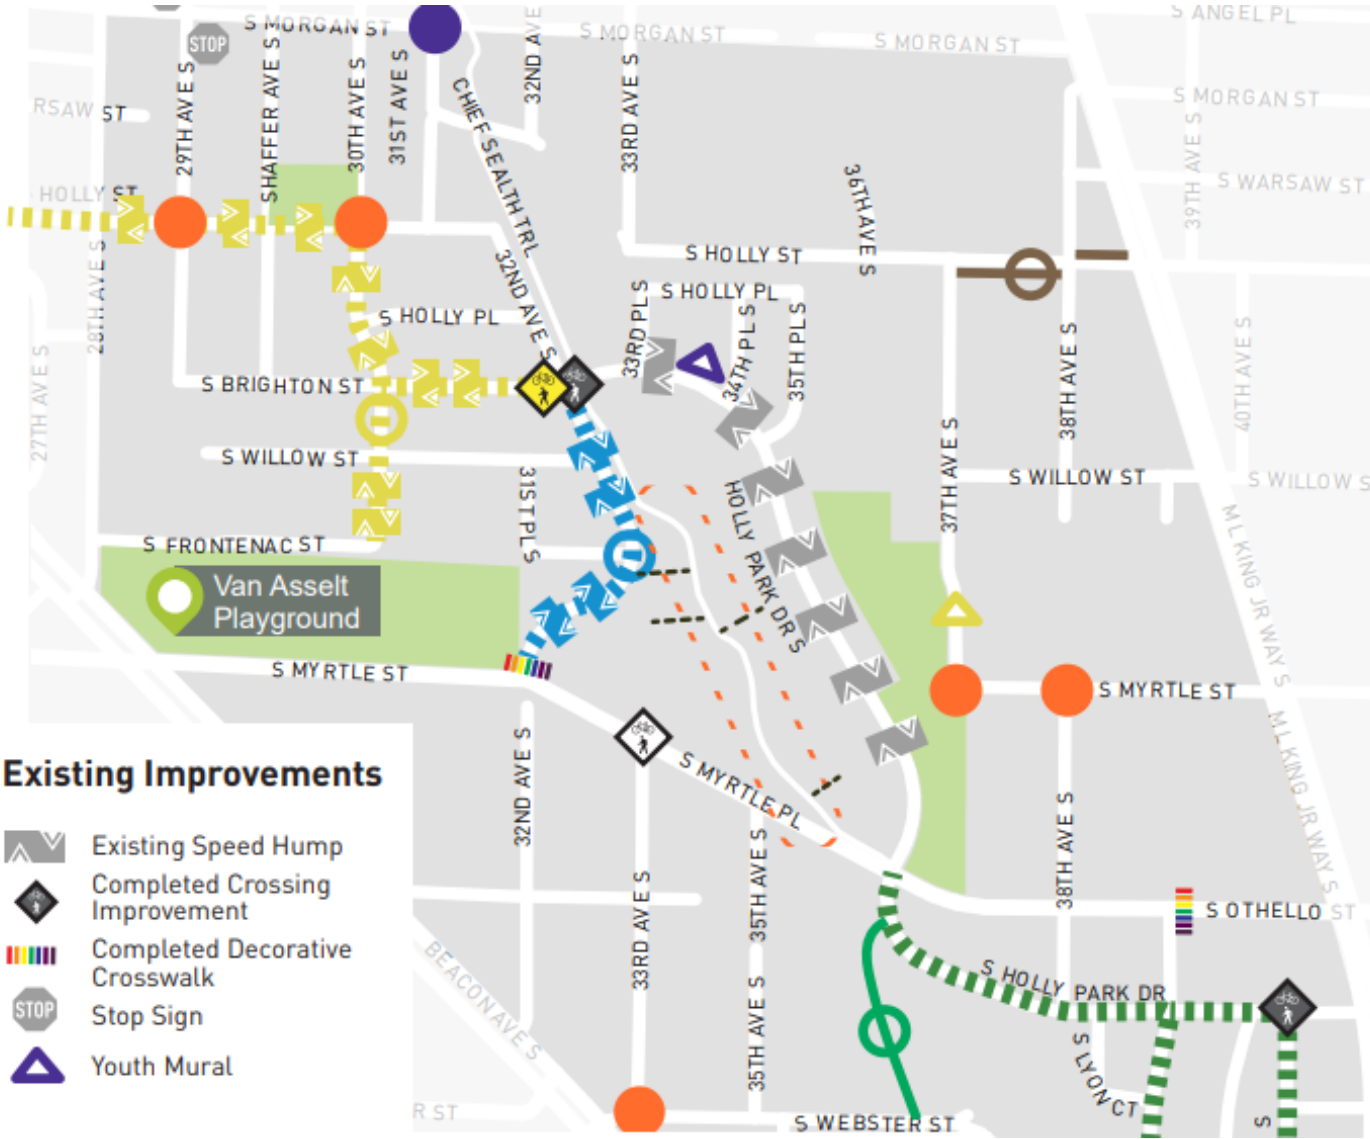 S ANGEL PL
S MORGAN ST
S MORGAN ST
S MORGAN ST
STOP
31ST AVE S
32ND AVE
S MORGAN ST
RSAW ST
29TH AVE S
SHAFFER AVE S
30TH AVE S
CHIEF SEALTH TRL
33RD AVE S
36TH AVE S
39TH AVE S
S WARSAW ST
HOLLY ST
S HOLLY ST
28TH AVE S
32ND AVE S
S HOLLY PL
33RD PL S
34TH PL S
35TH PL S
S HOLLY PL
38TH AVE S
40TH AVE S
27TH AVE S
S BRIGHTON ST
S WILLOW ST
31ST PL S
37TH AVE S
S WILLOW ST
S WILLOW S
S FRONTENAC ST
HOLLY PARK DR S
M L KING JR WAY S
Van Asselt
Playground
S MYRTLE ST
S MYRTLE ST
M L KING JR WAY S
32ND AVE S
S MYRTLE PL
Existing Improvements
Existing Speed Hump
Completed Crossing
Improvement
Completed Decorative
Crosswalk
STOP
Stop Sign
Youth Mural
33RD AVE S
35TH AVE S
38TH AVE S
S OTHELLO ST
BEACON AVE S
S HOLLY PARK DR
35TH AVE S
S LYON CT
R ST
S WEBSTER ST
S